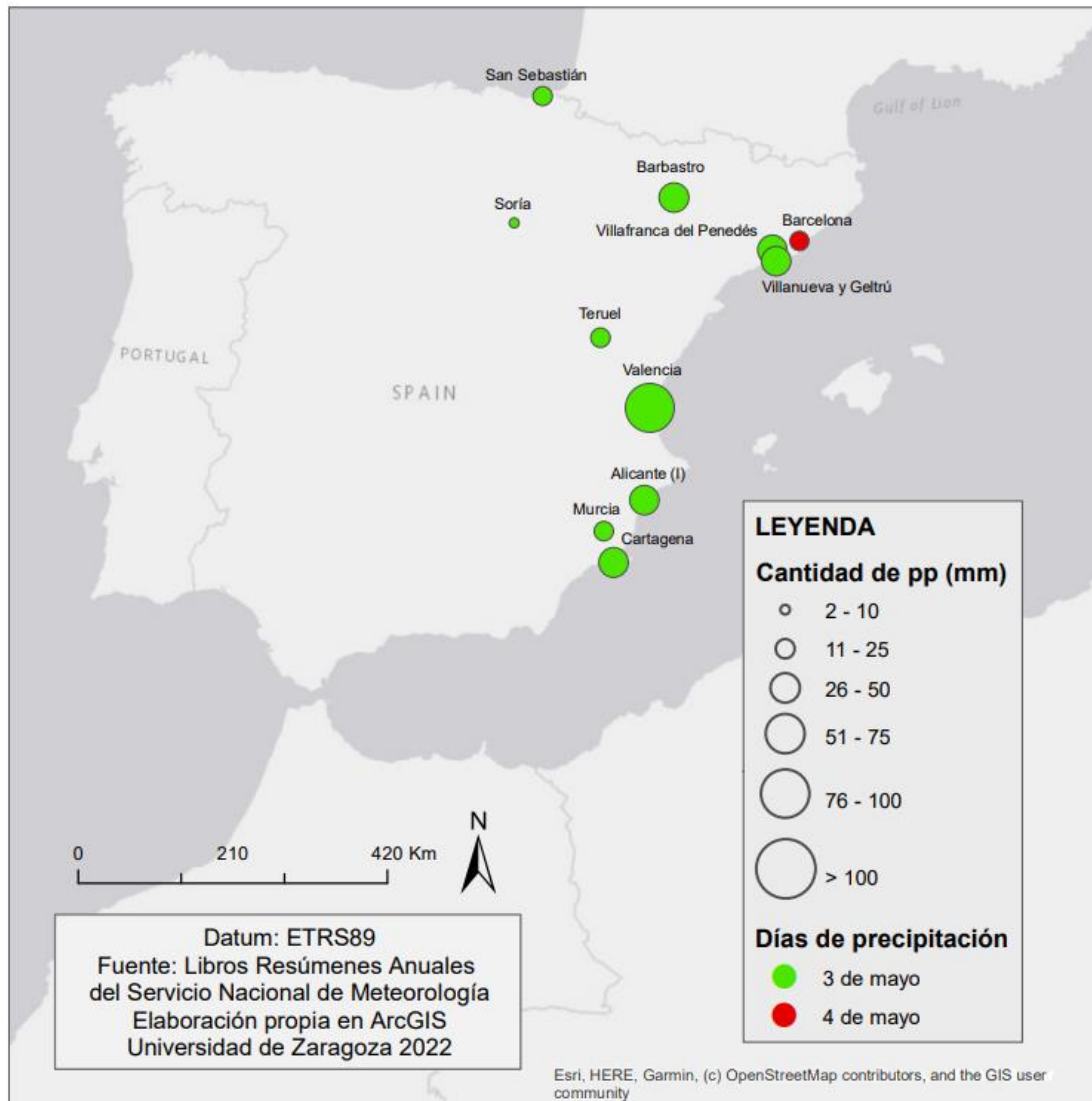 San Sebastián
Gulf of Lion
Barbastro
Soría
Villafranca del Penedés
Barcelona
Villanueva y Geltrú
Teruel
PORTUGAL
Valencia
SPAIN
Alicante (I)
Murcia
Cartagena
LEYENDA
Cantidad de pp (mm)
2 - 10
11 - 25
26 - 50
51 - 75
76 - 100
> 100
Días de precipitación
3 de mayo
4 de mayo
N
0 210 420 Km
Datum: ETRS89
Fuente: Libros Resúmenes Anuales
del Servicio Nacional de Meteorología
Elaboración propia en ArcGIS
Universidad de Zaragoza 2022
Esri, HERE, Garmin, (c) OpenStreetMap contributors, and the GIS user
community